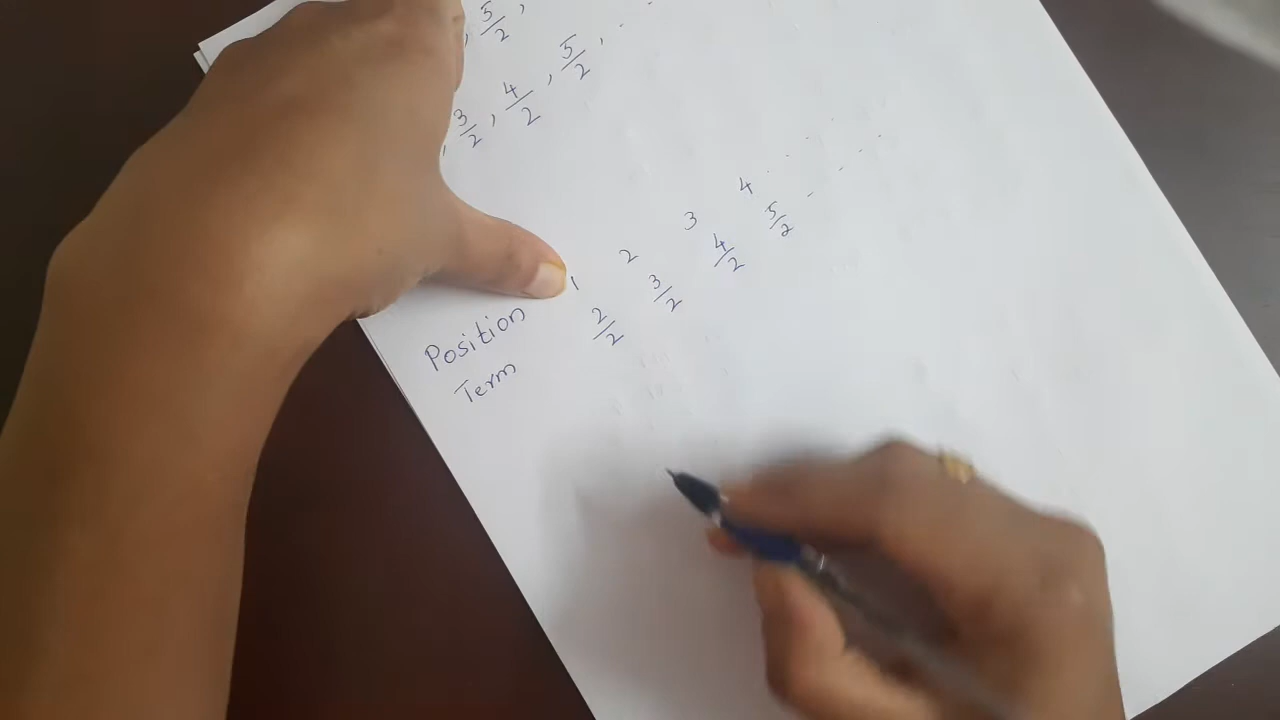 , 5/2 ,
, 3/2 , 4/2 , 5/2 , - - -
Position 1 2 3 4 . . . .
Term 2/2 3/2 4/2 5/2 - - - -